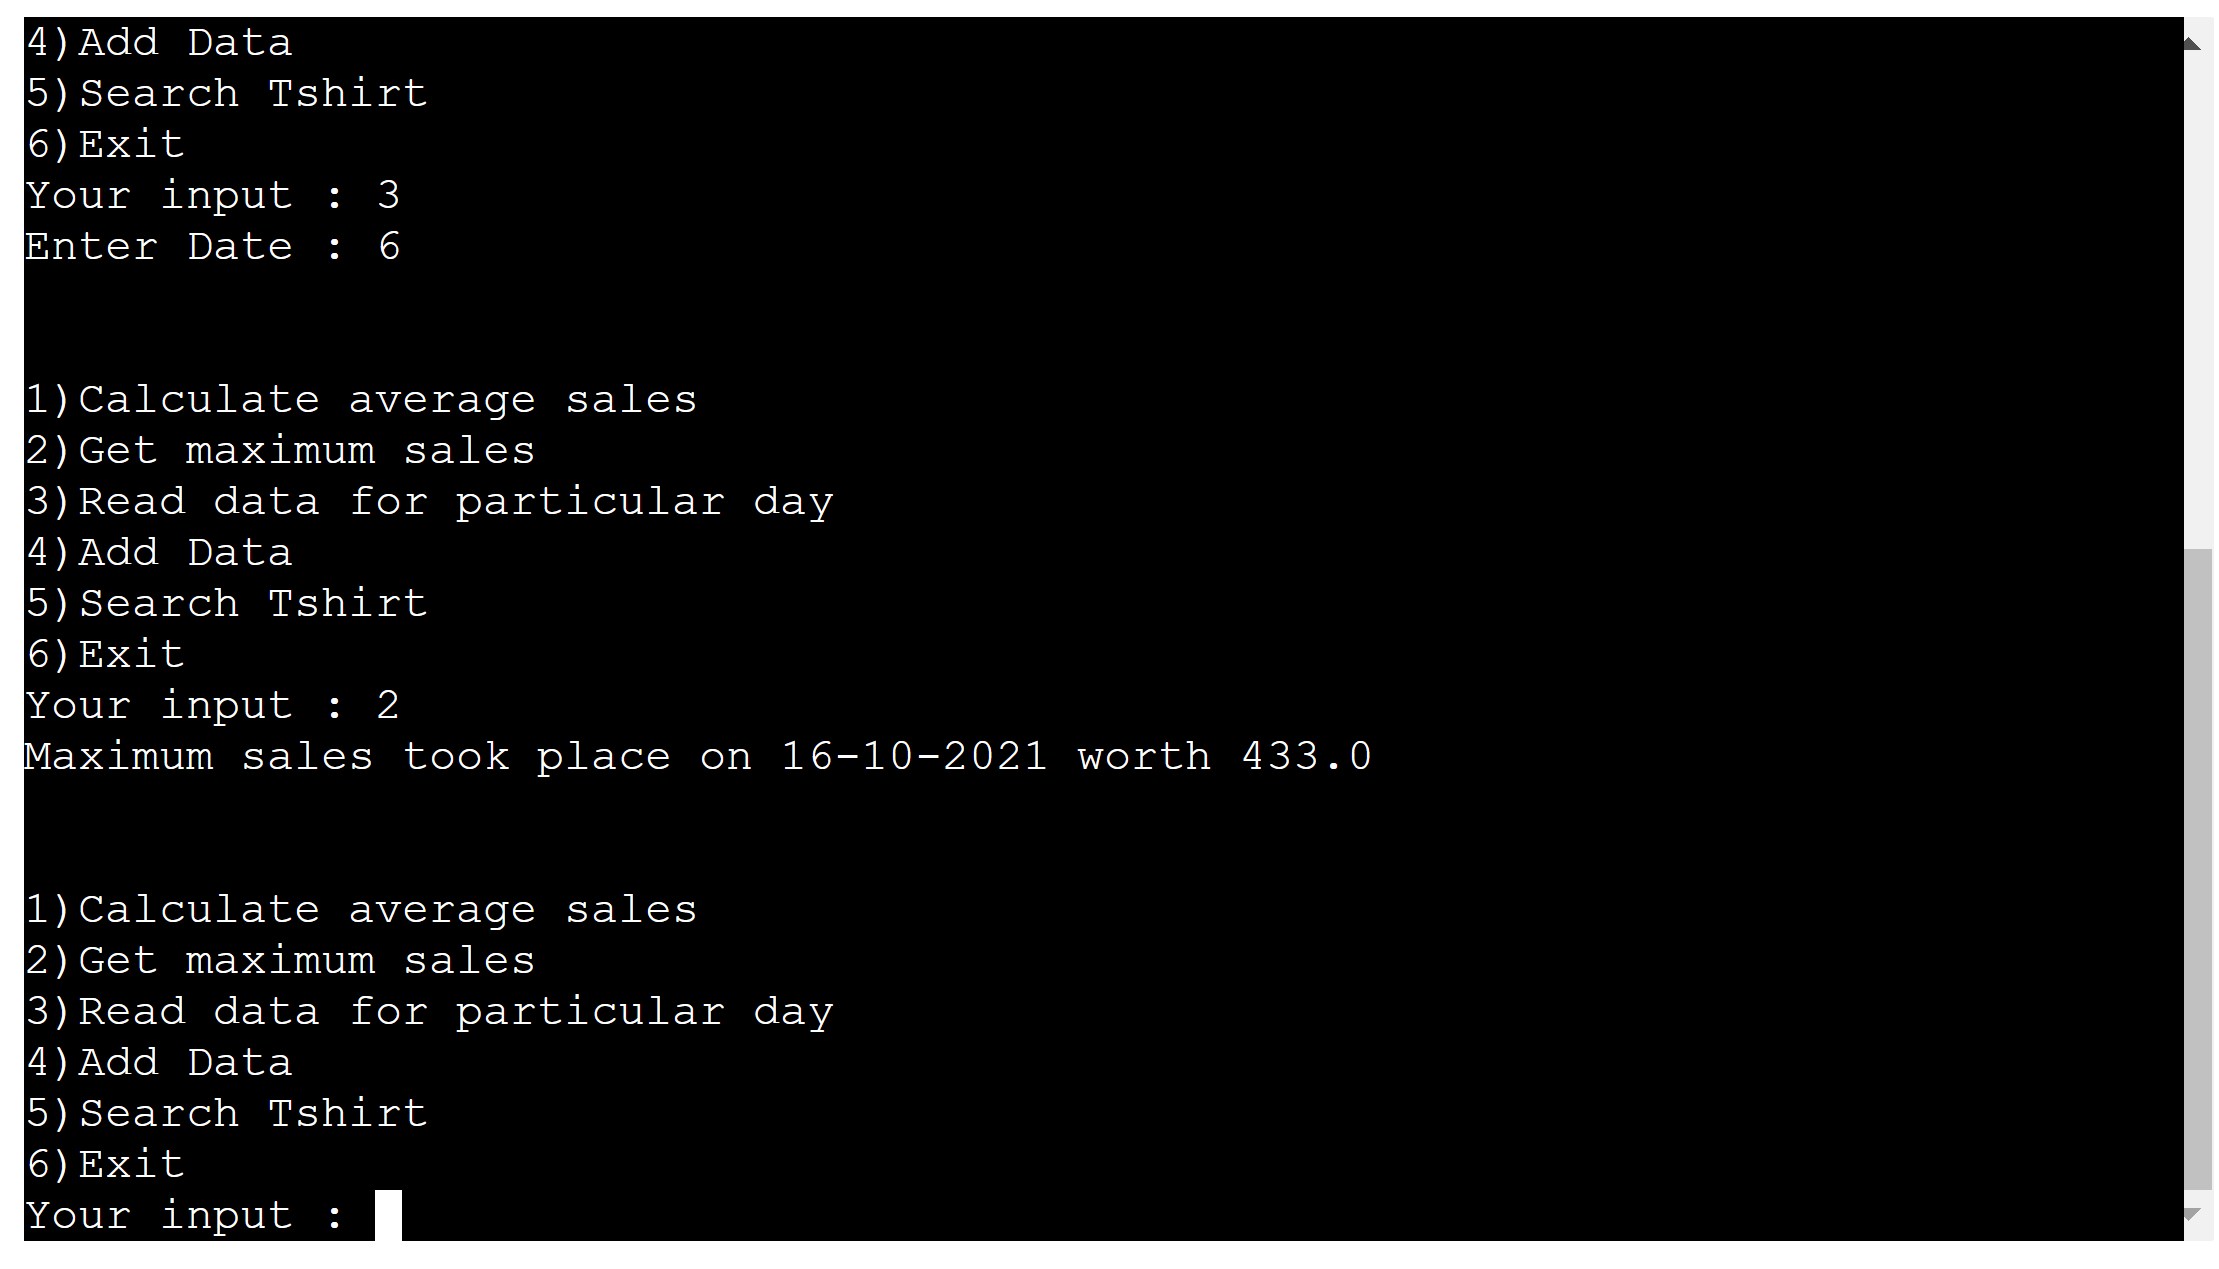 4)Add Data
5)Search Tshirt
6)Exit
Your input : 3
Enter Date : 6
1)Calculate average sales
2)Get maximum sales
3)Read data for particular day
4)Add Data
5)Search Tshirt
6)Exit
Your input : 2
Maximum sales took place on 16-10-2021 worth 433.0
1)Calculate average sales
2)Get maximum sales
3)Read data for particular day
4)Add Data
5)Search Tshirt
6)Exit
Your input :